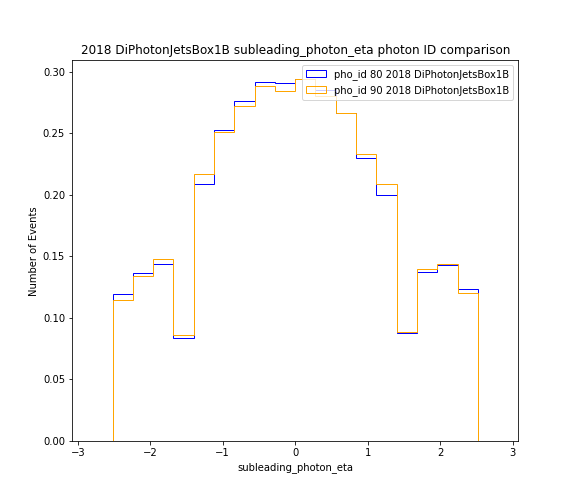 2018 DiPhotonJetsBox1B subleading_photon_eta photon ID comparison
pho_id 80 2018 DiPhotonJetsBox1B
pho_id 90 2018 DiPhotonJetsBox1B
0.30
0.25
0.20
0.15
0.10
0.05
0.00
Number of Events
−3 −2 −1 0 1 2 3
subleading_photon_eta